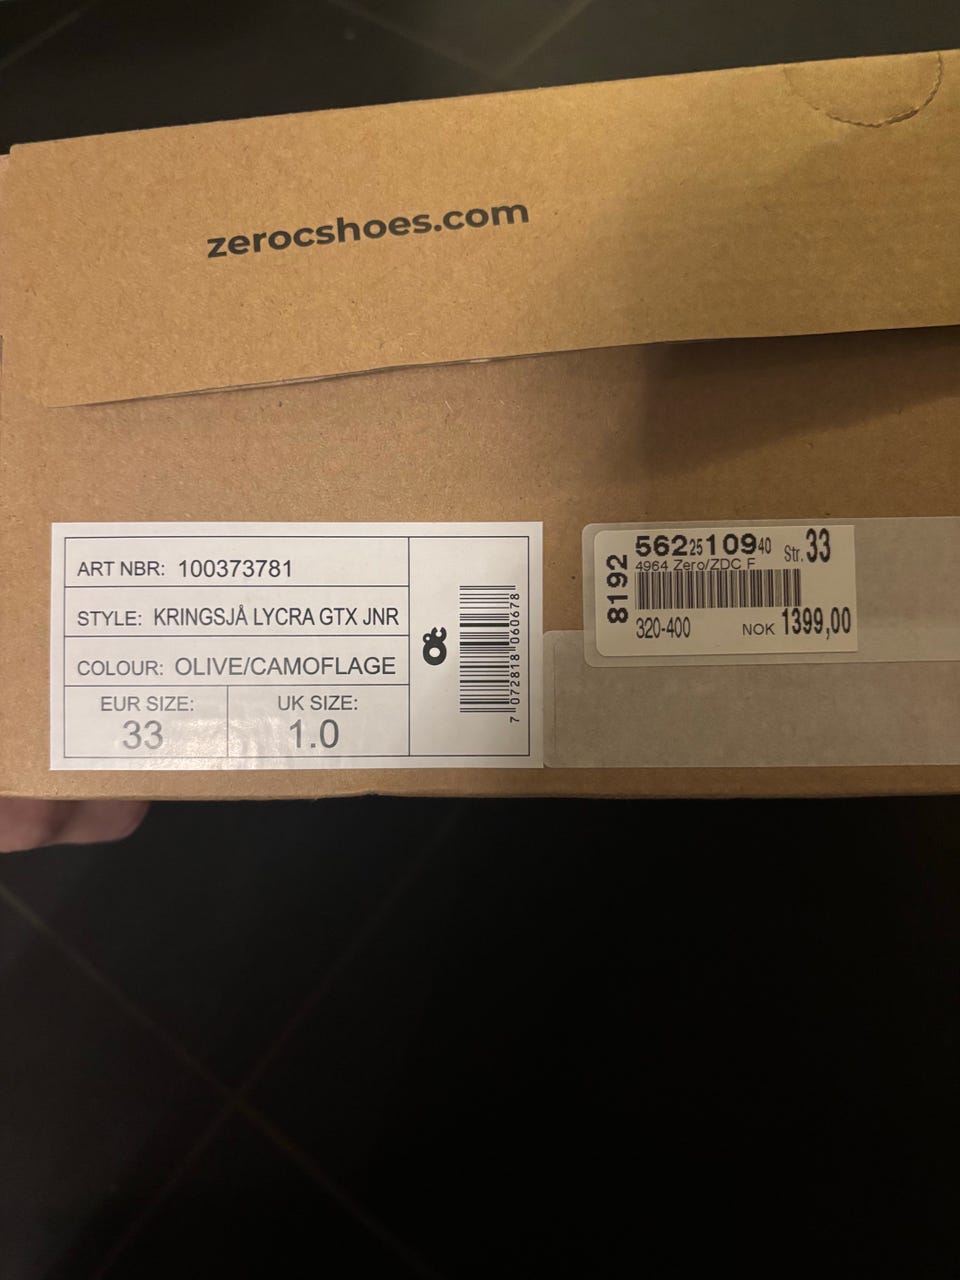 zerocshoes.com
ART NBR: 100373781
STYLE: KRINGSJÅ LYCRA GTX JNR
COLOUR: OLIVE/CAMOFLAGE
EUR SIZE:
33
UK SIZE:
1.0
7 072818 060678
8192
562 25 109 40 Str. 33
4964 Zero/ZDC F
320-400 NOK 1399,00